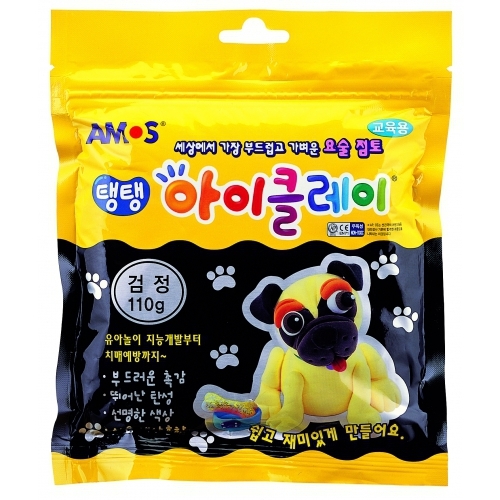 교육용
AMOS
세상에서 가장 부드럽고 가벼운 요술 점토
탱탱 아이클레이
CE
검정
110g
유아놀이 지능개발부터
치매예방까지~
• 부드러운 촉감
• 뛰어난 탄성
• 선명한 색상
쉽고 재미있게 만들어요.